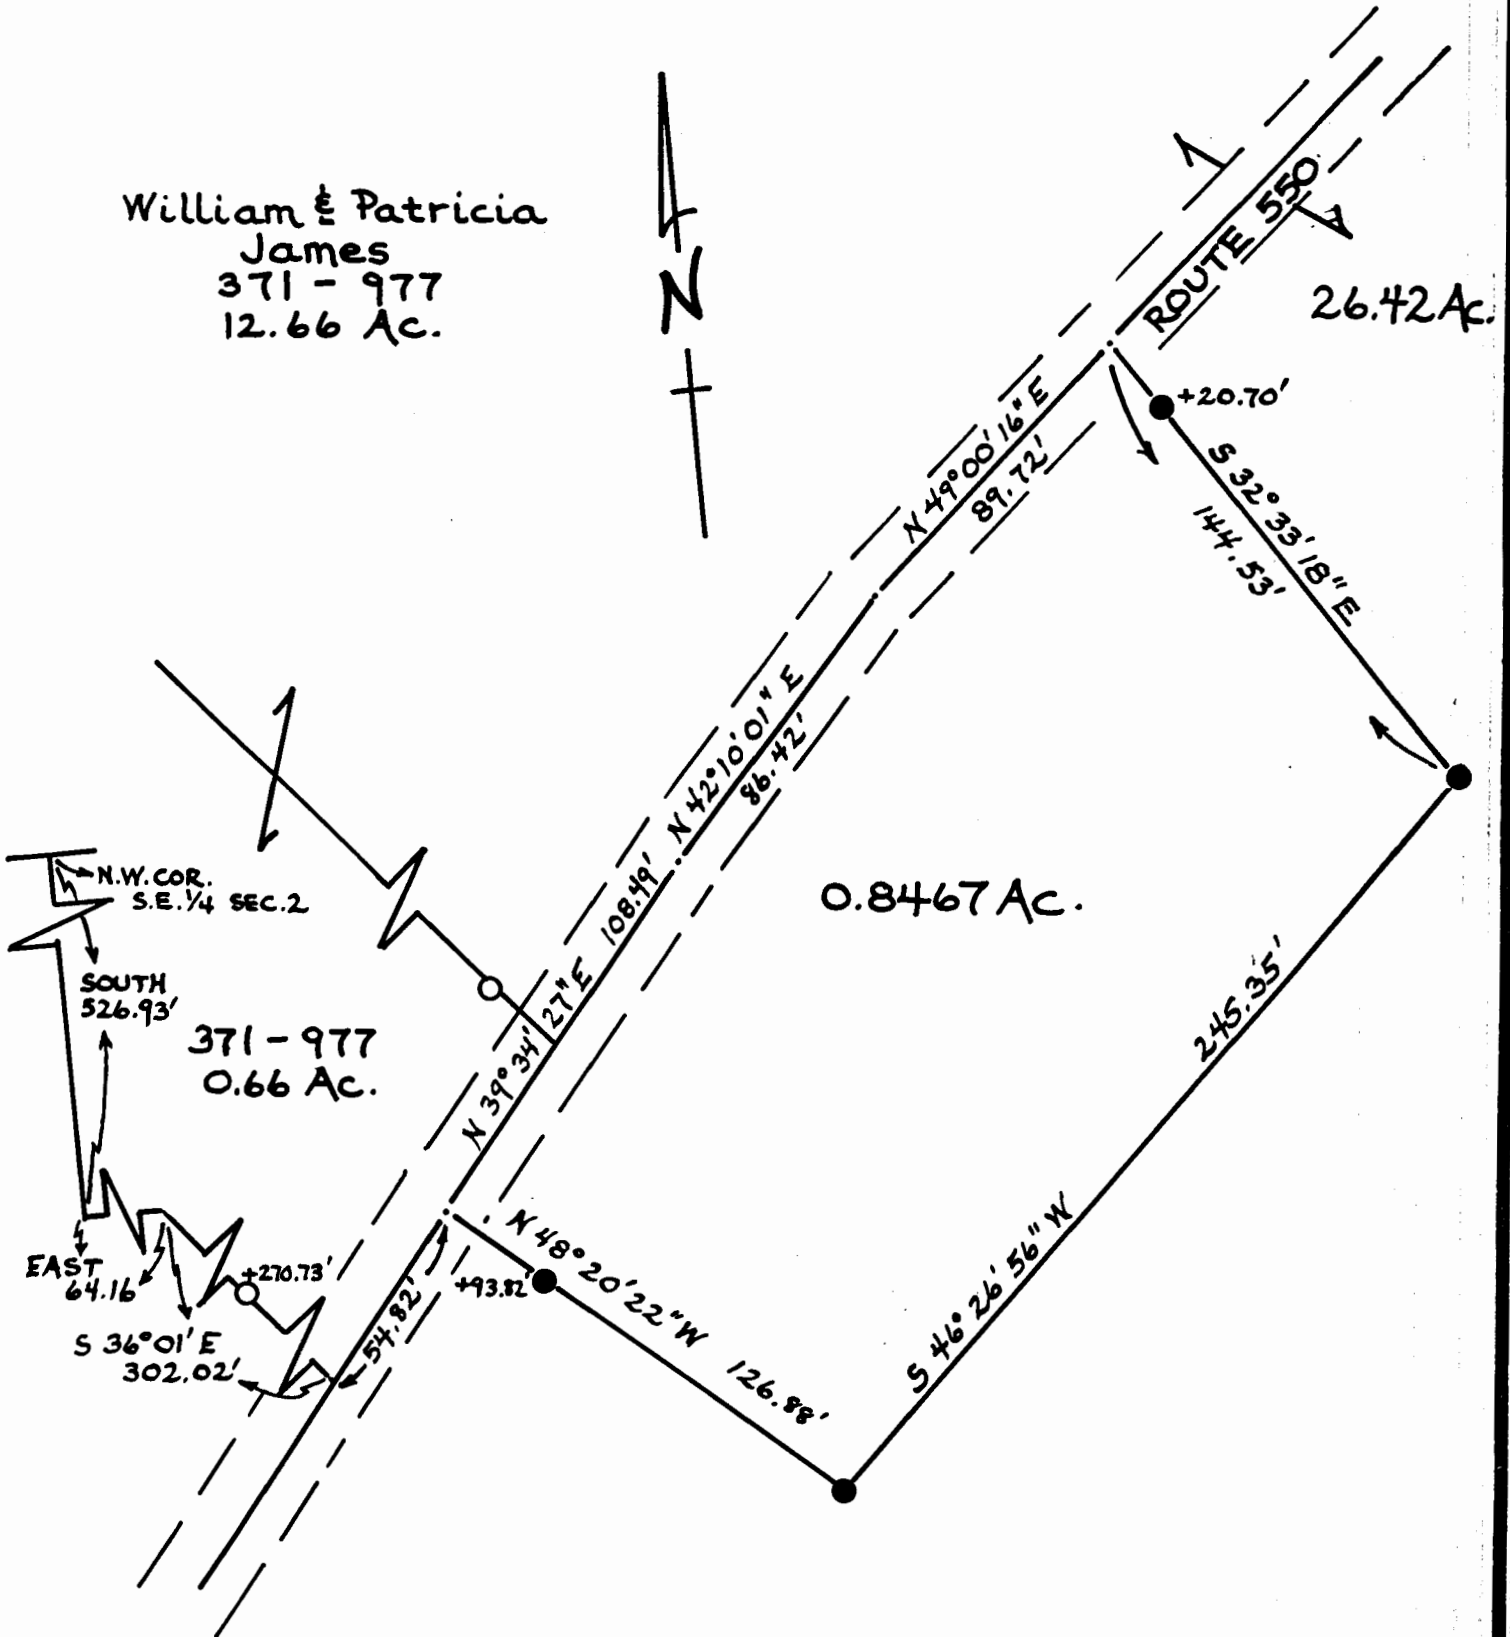 William & Patricia
James
371 - 977
12.66 Ac.
N
ROUTE 550
26.42 Ac.
+20.70'
N 49°00'16" E
89.72'
S 32°33'18" E
144.53'
N 42°10'01" E
86.42'
N.W. COR.
S.E. 1/4 SEC. 2
0.8467 Ac.
N 39°34'27" E 108.49'
SOUTH
526.93'
371 - 977
0.66 Ac.
245.35'
S 46°26'56" W
N 48°20'22" W 126.88'
EAST
64.16
+270.73'
+93.82'
54.82'
S 36°01' E
302.02'